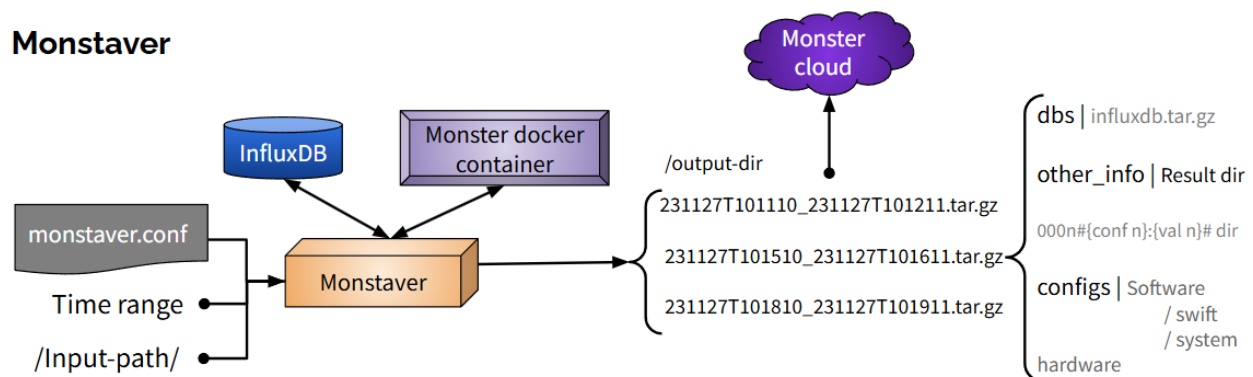 Monstaver
Monster
cloud
InfluxDB
Monster docker
container
monstaver.conf
Time range
/Input-path/
Monstaver
/output-dir
231127T101110_231127T101211.tar.gz
231127T101510_231127T101611.tar.gz
231127T101810_231127T101911.tar.gz
dbs | influxdb.tar.gz
other_info | Result dir
000n#{conf n}:{val n}# dir
configs | Software
/ swift
/ system
hardware